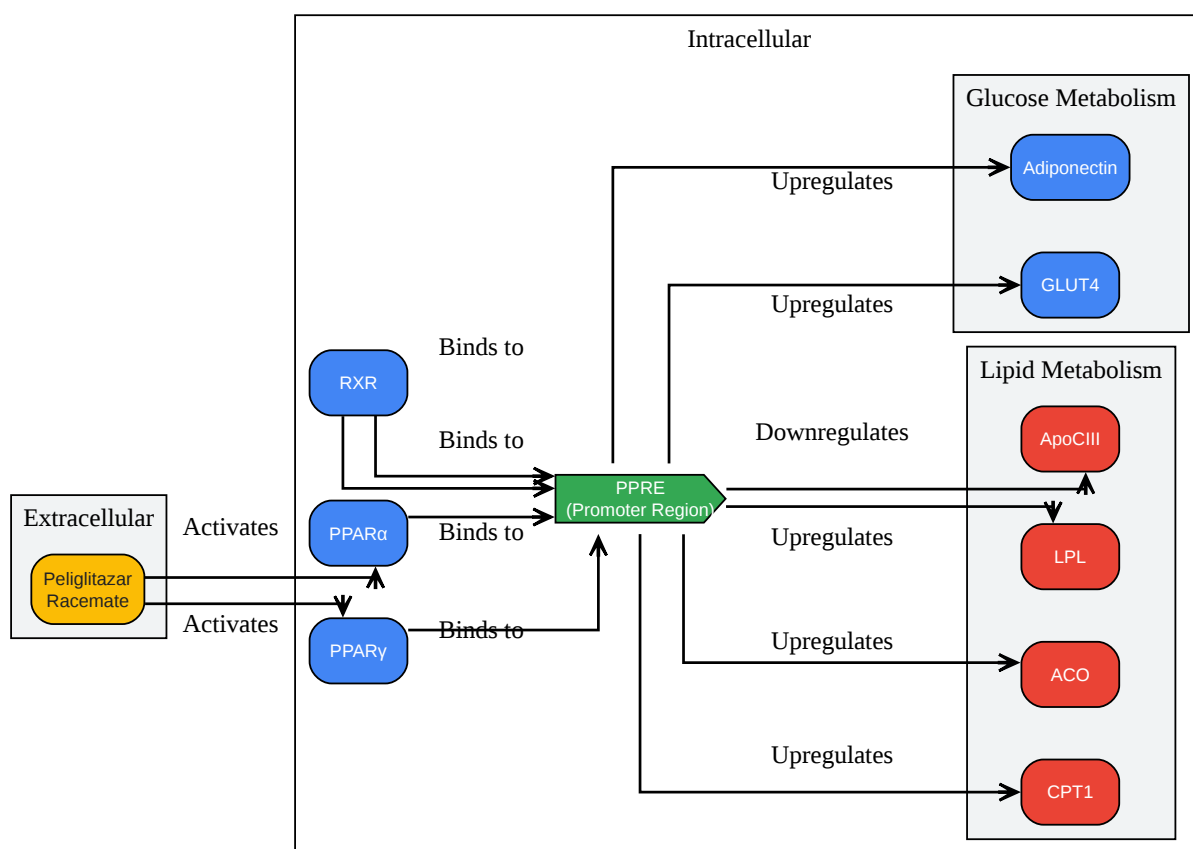 Intracellular
Glucose Metabolism
Adiponectin
Upregulates
GLUT4
Upregulates
Binds to
RXR
Lipid Metabolism
Binds to
Downregulates
ApoCIII
PPRE
(Promoter Region)
Extracellular
Activates
PPARα
Binds to
Upregulates
LPL
Peliglitazar
Racemate
Activates
PPARγ
Binds to
Upregulates
ACO
Upregulates
CPT1